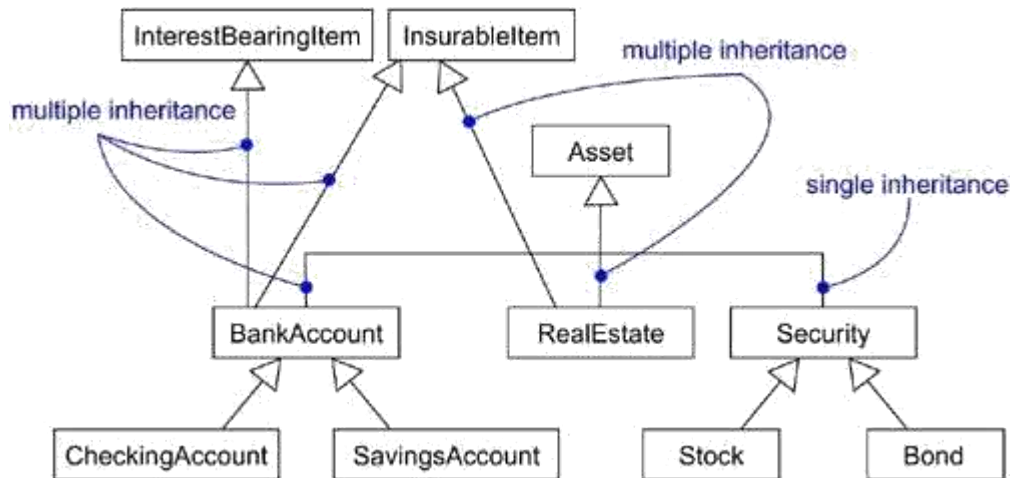 InterestBearingItem
InsurableItem
multiple inheritance
multiple inheritance
Asset
single inheritance
BankAccount
RealEstate
Security
CheckingAccount
SavingsAccount
Stock
Bond